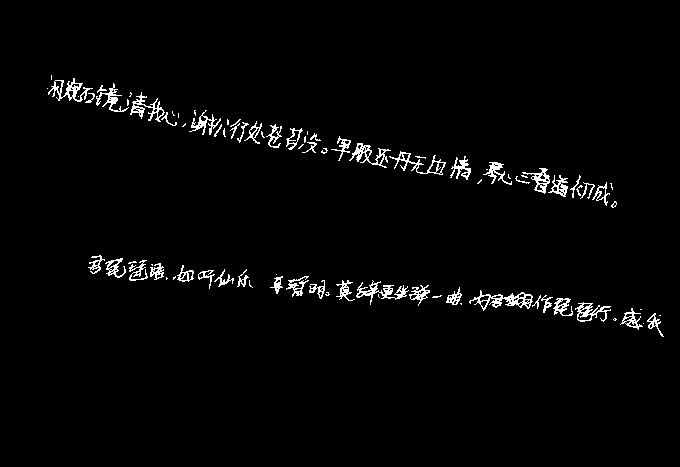 闲窥石镜清我心,谢公行处苍苔没。早服还丹无世情,琴心三叠道初成。
君琵琶语,如听仙乐耳暂明。莫辞更坐弹一曲,为君翻作琵琶行。感我